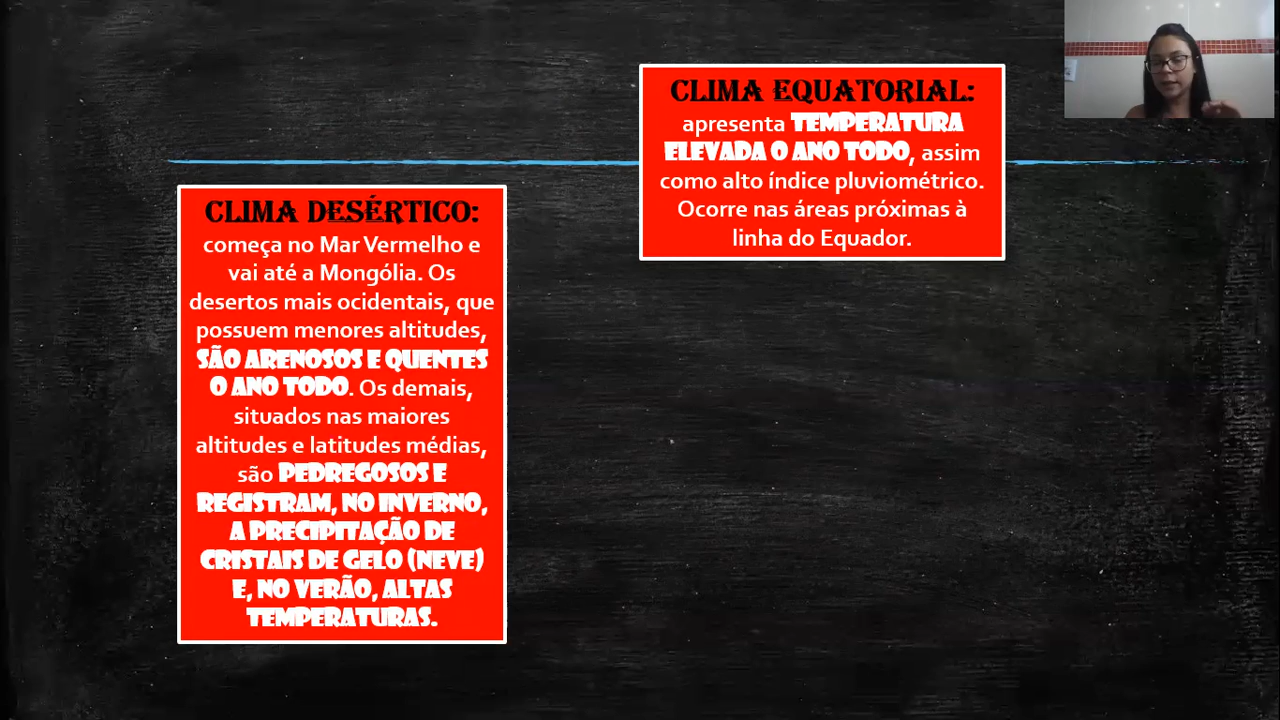 CLIMA DESÉRTICO:
começa no Mar Vermelho e
vai até a Mongólia. Os
desertos mais ocidentais, que
possuem menores altitudes,
SÃO ARENOSOS E QUENTES
O ANO TODO. Os demais,
situados nas maiores
altitudes e latitudes médias,
são PEDREGOSOS E
REGISTRAM, NO INVERNO,
A PRECIPITAÇÃO DE
CRISTAIS DE GELO (NEVE)
E, NO VERÃO, ALTAS
TEMPERATURAS.
CLIMA EQUATORIAL:
apresenta TEMPERATURA
ELEVADA O ANO TODO, assim
como alto índice pluviométrico.
Ocorre nas áreas próximas à
linha do Equador.